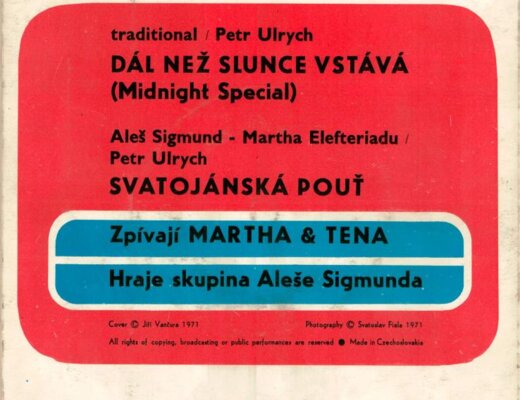 traditional / Petr Ulrych
DÁL NEŽ SLUNCE VSTÁVÁ
(Midnight Special)
Aleš Sigmund - Martha Elefteriadu /
Petr Ulrych
SVATOJÁNSKÁ POUŤ
Zpívají MARTHA & TENA
Hraje skupina Aleše Sigmunda
Cover © Jiří Vančura 1971 Photography © Svatoslav Fiala 1971
All rights of copying, broadcasting or public performances are reserved ● Made in Czechoslovakia